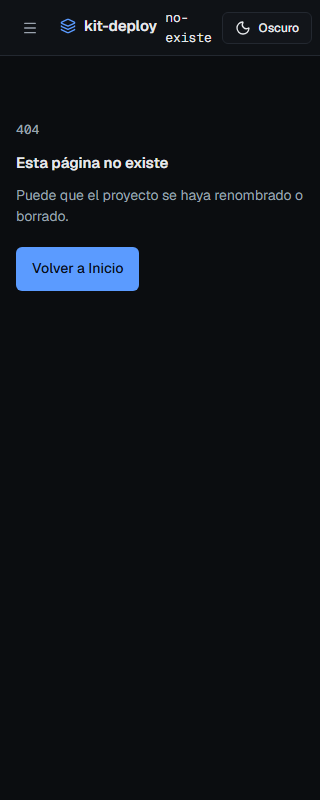 kit-deploy
no-
existe
Oscuro
404
Esta página no existe
Puede que el proyecto se haya renombrado o
borrado.
Volver a Inicio